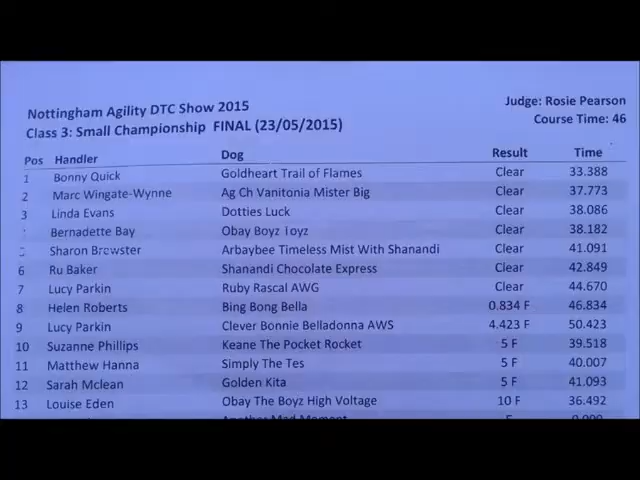 Nottingham Agility DTC Show 2015 Judge: Rosie Pearson
Class 3: Small Championship FINAL (23/05/2015) Course Time: 46
Pos Handler Dog Result Time
1 Bonny Quick Goldheart Trail of Flames Clear 33.388
2 Marc Wingate-Wynne Ag Ch Vanitonia Mister Big Clear 37.773
3 Linda Evans Dotties Luck Clear 38.086
Bernadette Bay Obay Boyz Toyz Clear 38.182
Sharon Brewster Arbaybee Timeless Mist With Shanandi Clear 41.091
6 Ru Baker Shanandi Chocolate Express Clear 42.849
7 Lucy Parkin Ruby Rascal AWG Clear 44.670
8 Helen Roberts Bing Bong Bella 0.834 F 46.834
9 Lucy Parkin Clever Bonnie Belladonna AWS 4.423 F 50.423
10 Suzanne Phillips Keane The Pocket Rocket 5 F 39.518
11 Matthew Hanna Simply The Tes 5 F 40.007
12 Sarah Mclean Golden Kita 5 F 41.093
13 Louise Eden Obay The Boyz High Voltage 10 F 36.492
Another Mad Moment